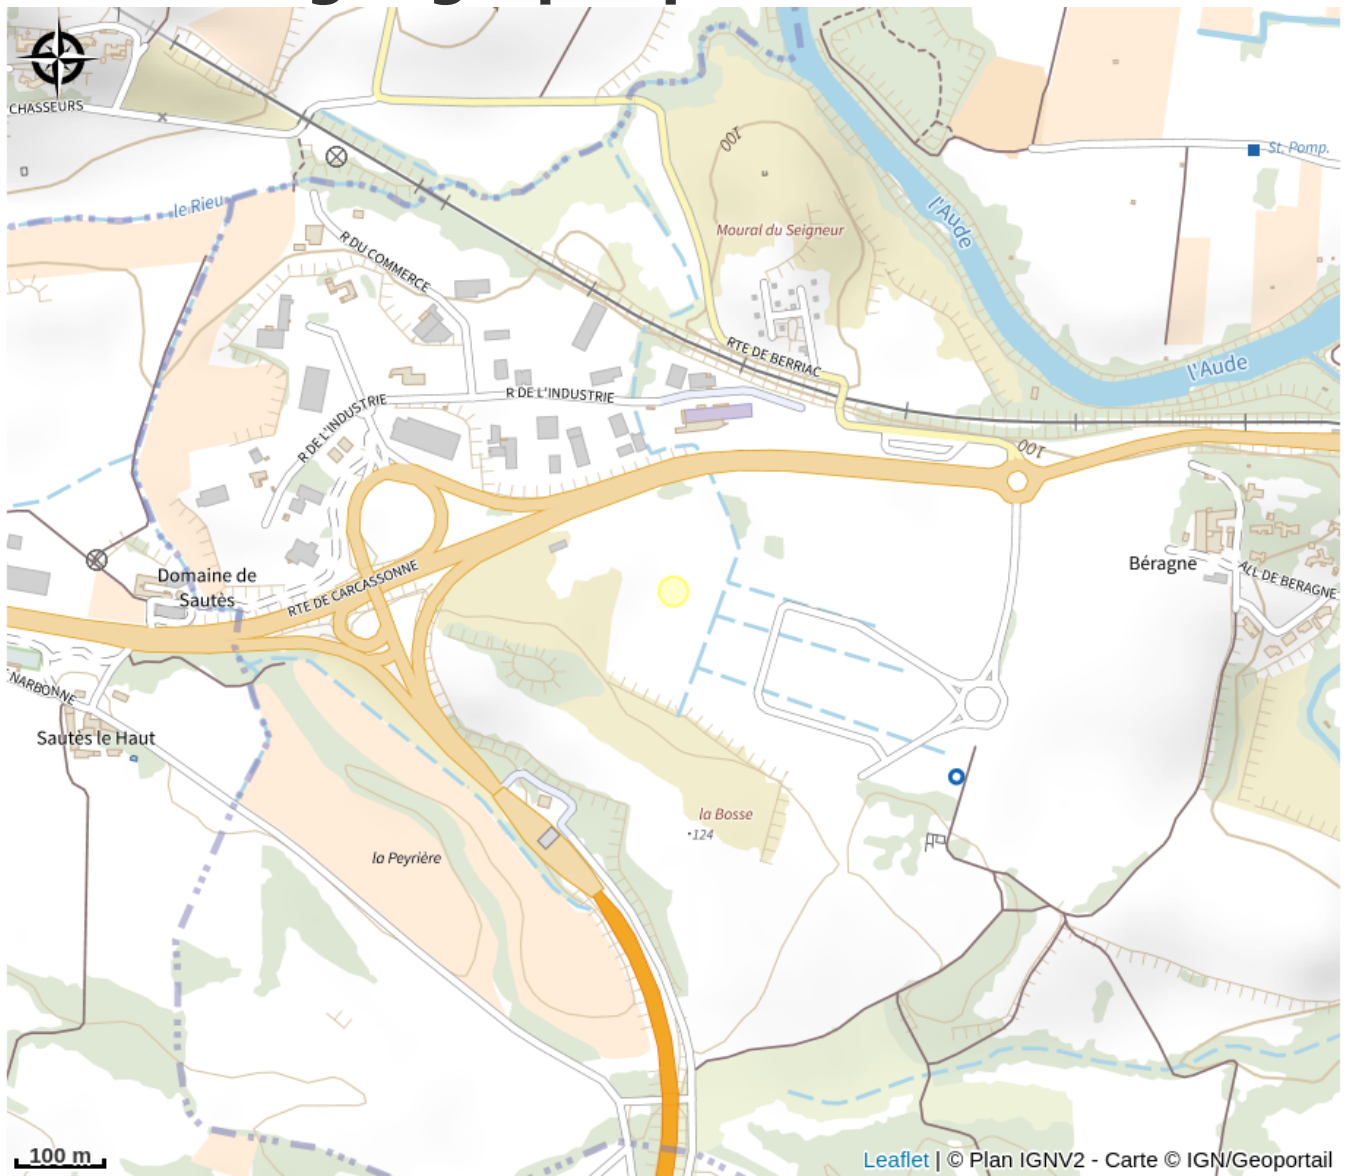 CHASSEURS
100
St. Pomp.
le Rieu
l'Aude
Moural du Seigneur
R DU COMMERCE
RTE DE BERRIAC
l'Aude
R DE L'INDUSTRIE
R DE L'INDUSTRIE
100
Béragne
ALL DE BERAGNE
Domaine de
Sautès
RTE DE CARCASSONNE
NARBONNE
Sautès le Haut
la Bosse
124
la Peyrière
100 m
Leaflet | © Plan IGNV2 - Carte © IGN/Geoportail